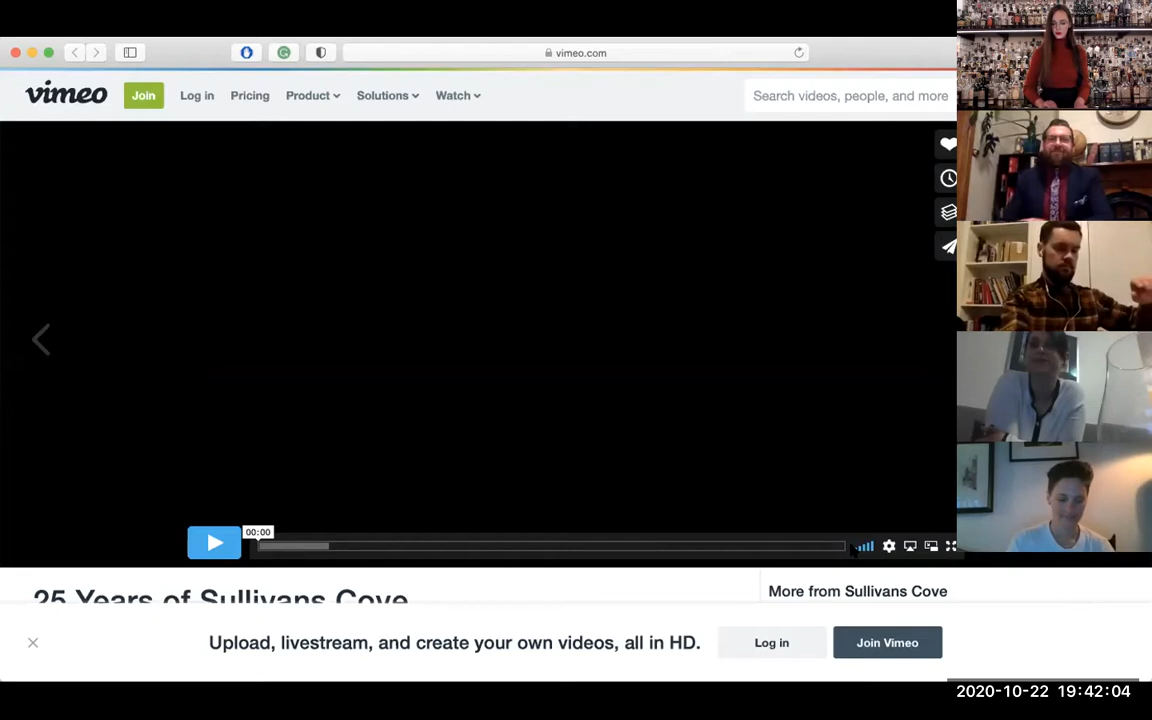 vimeo.com
vimeo
Join
Log in
Pricing
Product
Solutions
Watch
Search videos, people, and more
00:00
25 Years of Sullivans Cove
More from Sullivans Cove
Upload, livestream, and create your own videos, all in HD.
Log in
Join Vimeo
2020-10-22 19:42:04